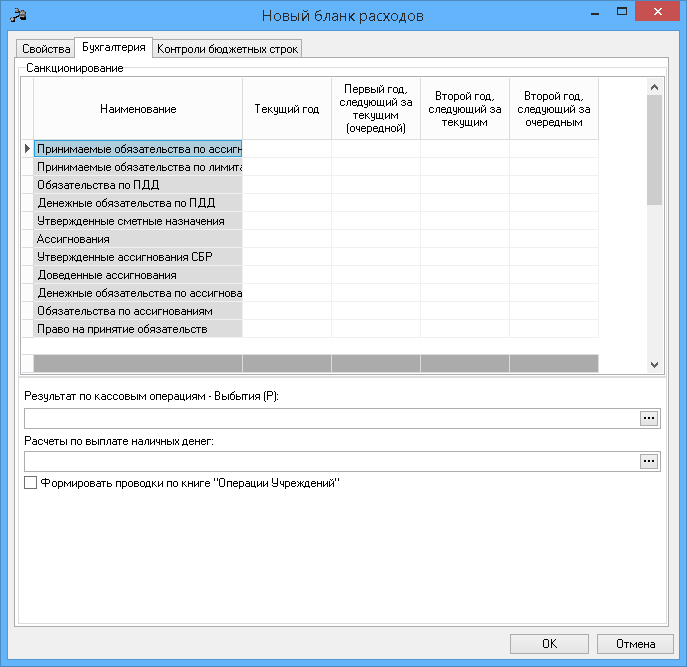 Новый бланк расходов
Свойства Бухгалтерия Контроли бюджетных строк
Санкционирование
Наименование
Текущий год
Первый год,
следующий за
текущим
(очередной)
Второй год,
следующий за
текущим
Второй год,
следующий за
очередным
Принимаемые обязательства по ассигн
Принимаемые обязательства по лимита
Обязательства по ПДД
Денежные обязательства по ПДД
Утвержденные сметные назначения
Ассигнования
Утвержденные ассигнования СБР
Доведенные ассигнования
Денежные обязательства по ассигнова
Обязательства по ассигнованиям
Право на принятие обязательств
Результат по кассовым операциям - Выбытия (Р):
...
Расчеты по выплате наличных денег:
...
Формировать проводки по книге "Операции Учреждений"
ОК Отмена